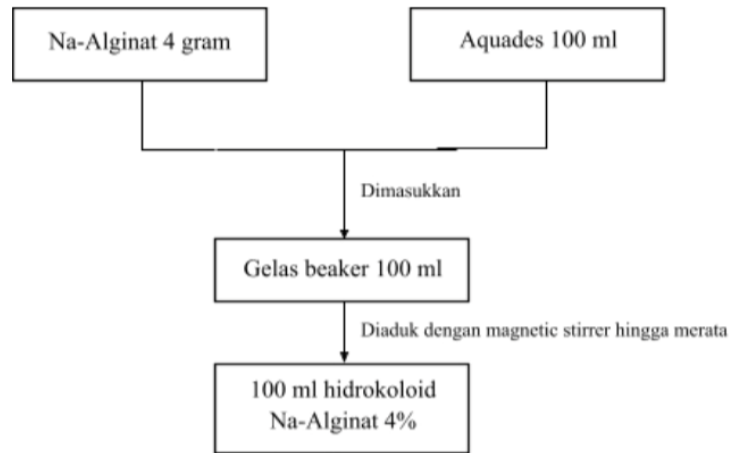 Na-Alginat 4 gram
Aquades 100 ml
Dimasukkan
Gelas beaker 100 ml
Diaduk dengan magnetic stirrer hingga merata
100 ml hidrokoloid
Na-Alginat 4%